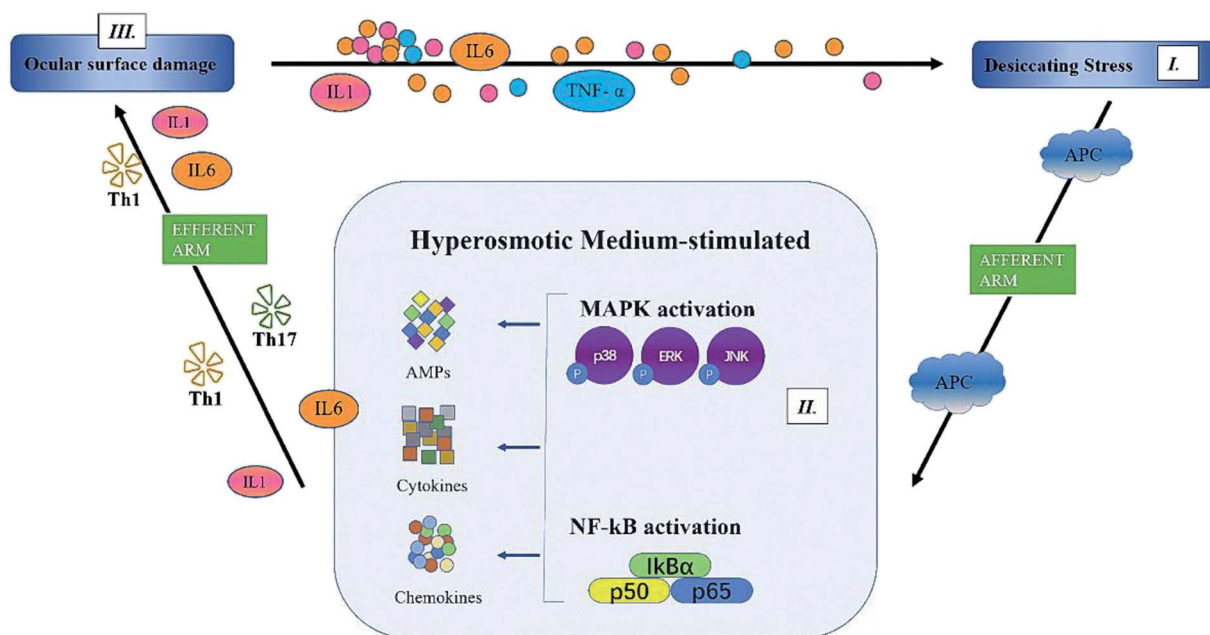 III.
Ocular surface damage
IL6
IL1
TNF- α
Desiccating Stress
I.
IL1
IL6
Th1
EFFERENT
ARM
Th17
Th1
IL6
IL1
APC
AFFERENT
ARM
APC
Hyperosmotic Medium-stimulated
MAPK activation
p38
ERK
JNK
P
P
P
AMPs
II.
Cytokines
NF-kB activation
IkBα
p50
p65
Chemokines